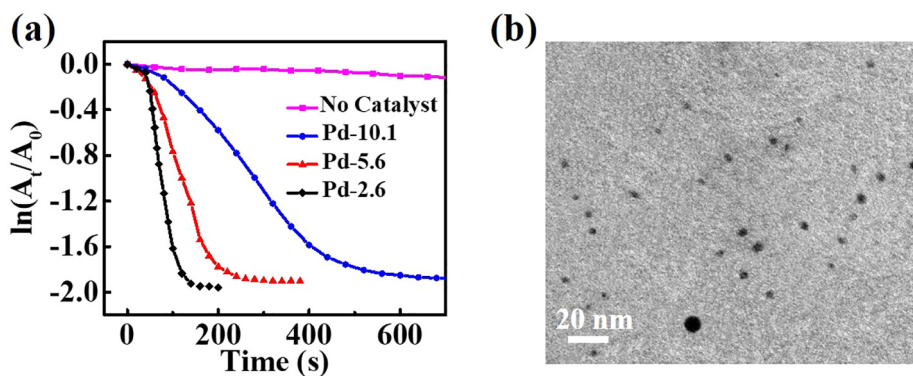 (a)
ln(At/A0)
0.0
-0.4
-0.8
-1.2
-1.6
-2.0
No Catalyst
Pd-10.1
Pd-5.6
Pd-2.6
0
200
400
600
Time (s)
(b)
20 nm